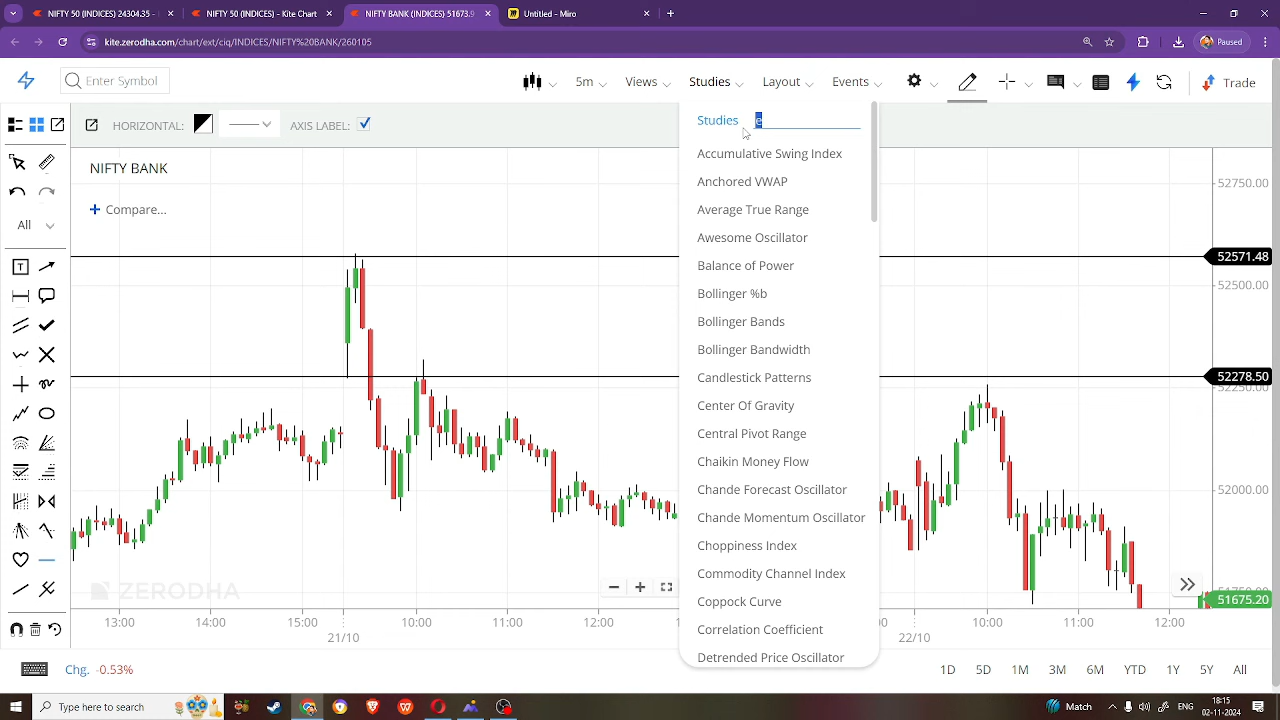 NIFTY 50 (INDICES) 24304.35
NIFTY 50 (INDICES) - Kite Chart
NIFTY BANK (INDICES) 51673.9
Untitled - Miro
kite.zerodha.com/chart/ext/ciq/INDICES/NIFTY%20BANK/260105
Paused
Enter Symbol
5m
Views
Studies
Layout
Events
Trade
HORIZONTAL:
AXIS LABEL:
Studies
e
NIFTY BANK
Compare...
All
Accumulative Swing Index
Anchored VWAP
Average True Range
Awesome Oscillator
Balance of Power
Bollinger %b
Bollinger Bands
Bollinger Bandwidth
Candlestick Patterns
Center Of Gravity
Central Pivot Range
Chaikin Money Flow
Chande Forecast Oscillator
Chande Momentum Oscillator
Choppiness Index
Commodity Channel Index
Coppock Curve
Correlation Coefficient
Detrended Price Oscillator
52750.00
52571.48
52500.00
52278.50
52250.00
52000.00
51675.20
ZERODHA
13:00
14:00
15:00
21/10
10:00
11:00
12:00
22/10
10:00
11:00
12:00
Chg. -0.53%
1D
5D
1M
3M
6M
YTD
1Y
5Y
All
Type here to search
Match
ENG
18:15
02-11-2024